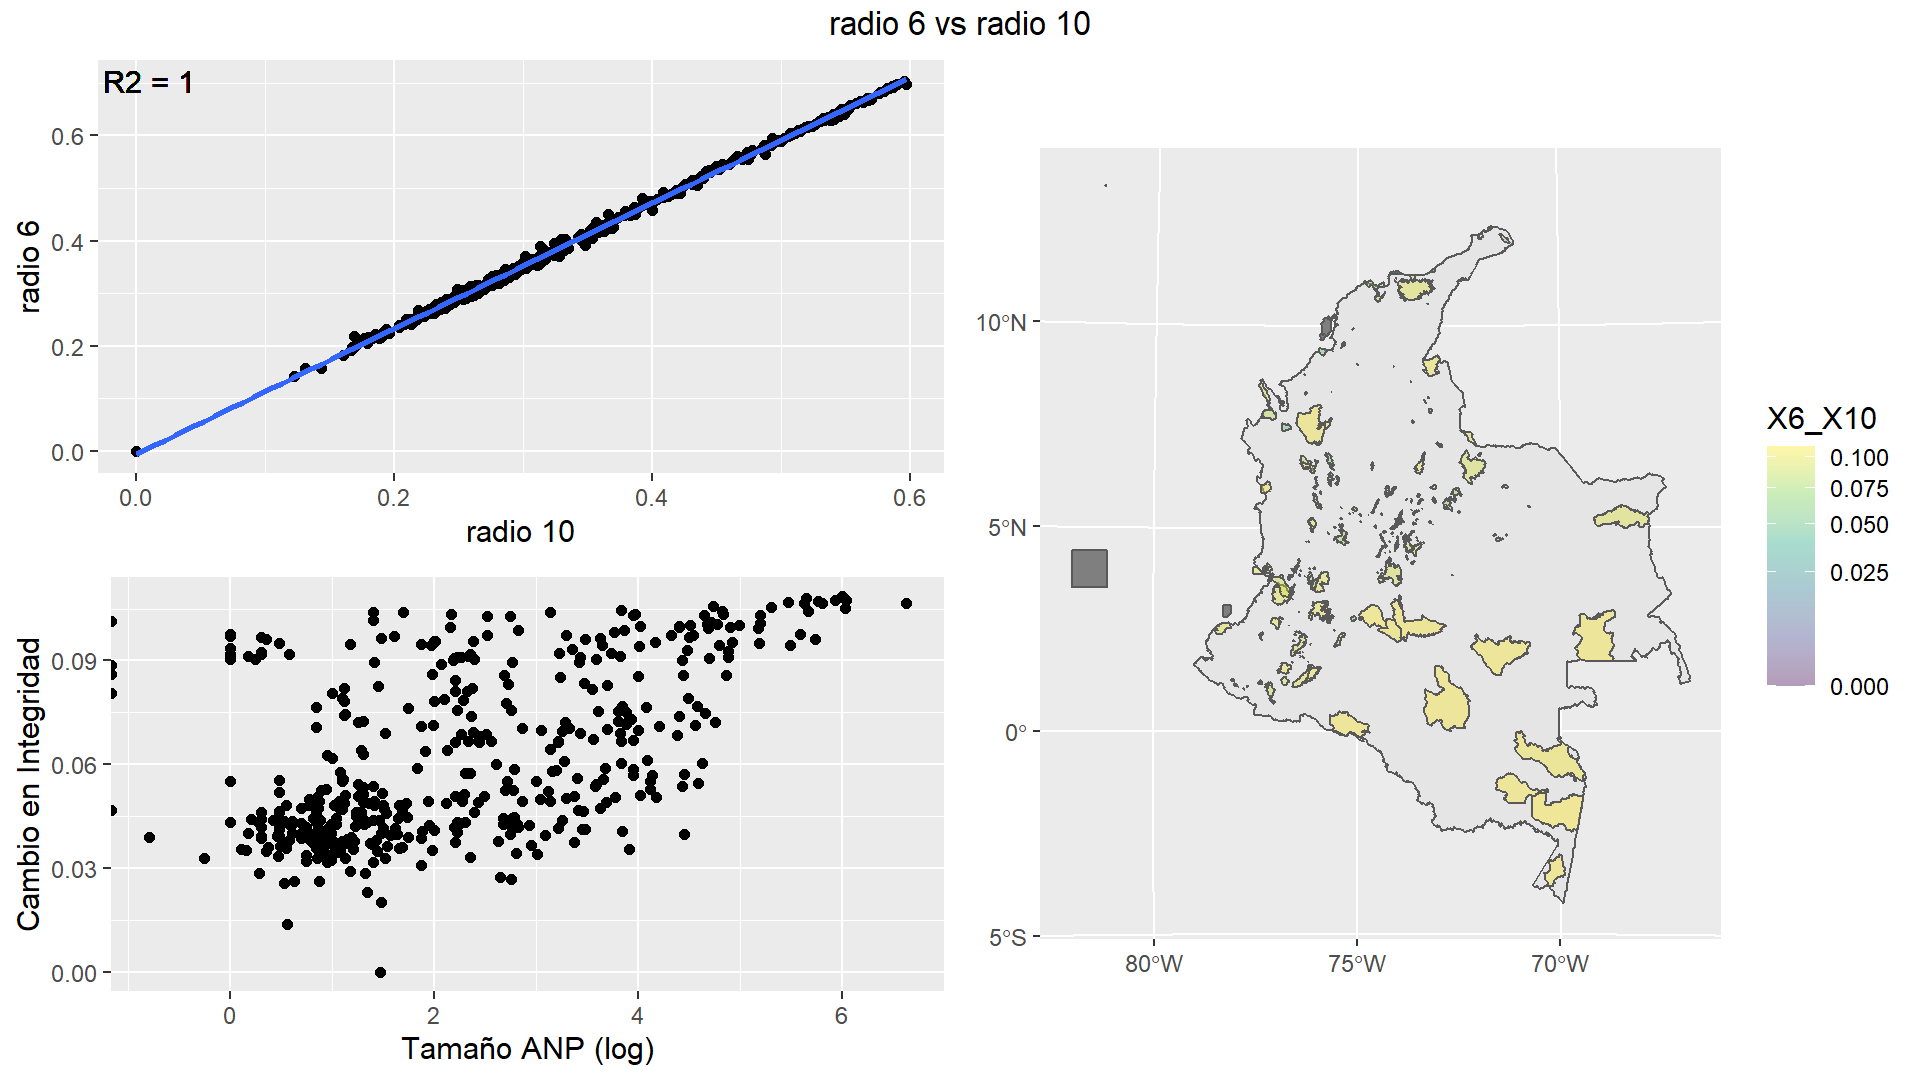 radio 6 vs radio 10
R2 = 1
radio 6
0.6
0.4
0.2
0.0
0.0 0.2 0.4 0.6
radio 10
Cambio en Integridad
0.09
0.06
0.03
0.00
0 2 4 6
Tamaño ANP (log)
10°N
5°N
0°
5°S
80°W 75°W 70°W
X6_X10
0.100
0.075
0.050
0.025
0.000